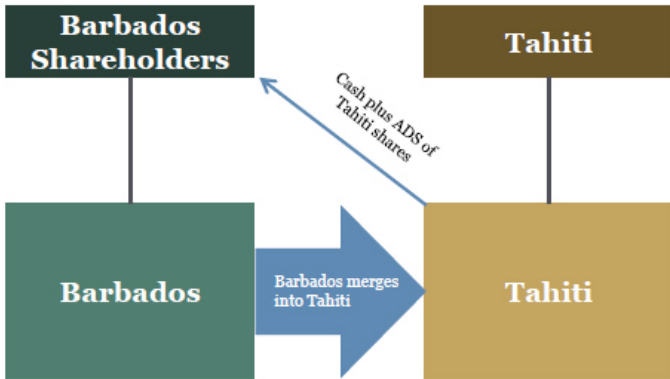 Barbados
Shareholders
Tahiti
Cash plus ADS of
Tahiti shares
Barbados
Barbados merges
into Tahiti
Tahiti